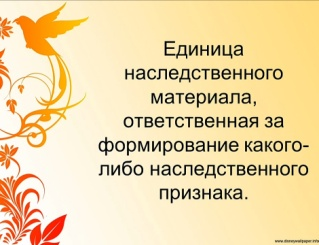 Единица
наследственного
материала,
ответственная за
формирование какого-
либо наследственного
признака.